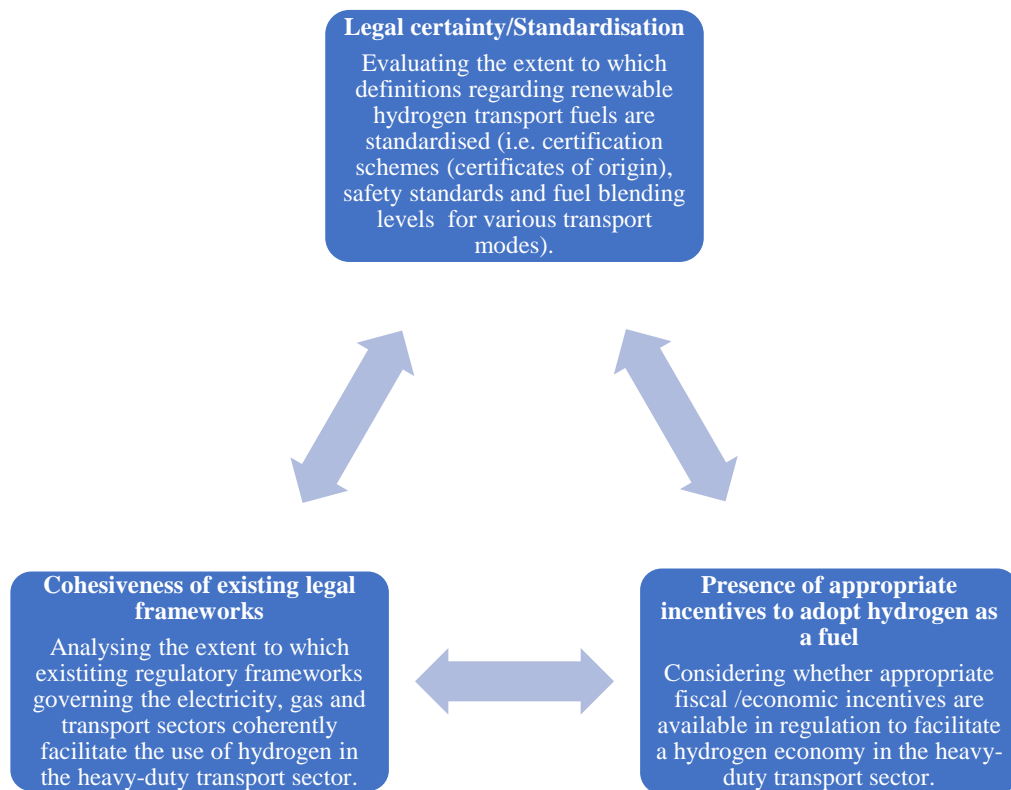 Legal certainty/Standardisation
Evaluating the extent to which
definitions regarding renewable
hydrogen transport fuels are
standardised (i.e. certification
schemes (certificates of origin),
safety standards and fuel blending
levels  for various transport
modes).
Cohesiveness of existing legal
frameworks
Analysing the extent to which
existiting regulatory frameworks
governing the electricity, gas and
transport sectors coherently
facilitate the use of hydrogen in
the heavy-duty transport sector.
Presence of appropriate
incentives to adopt hydrogen as
a fuel
Considering whether appropriate
fiscal /economic incentives are
available in regulation to facilitate
a hydrogen economy in the heavy-
duty transport sector.